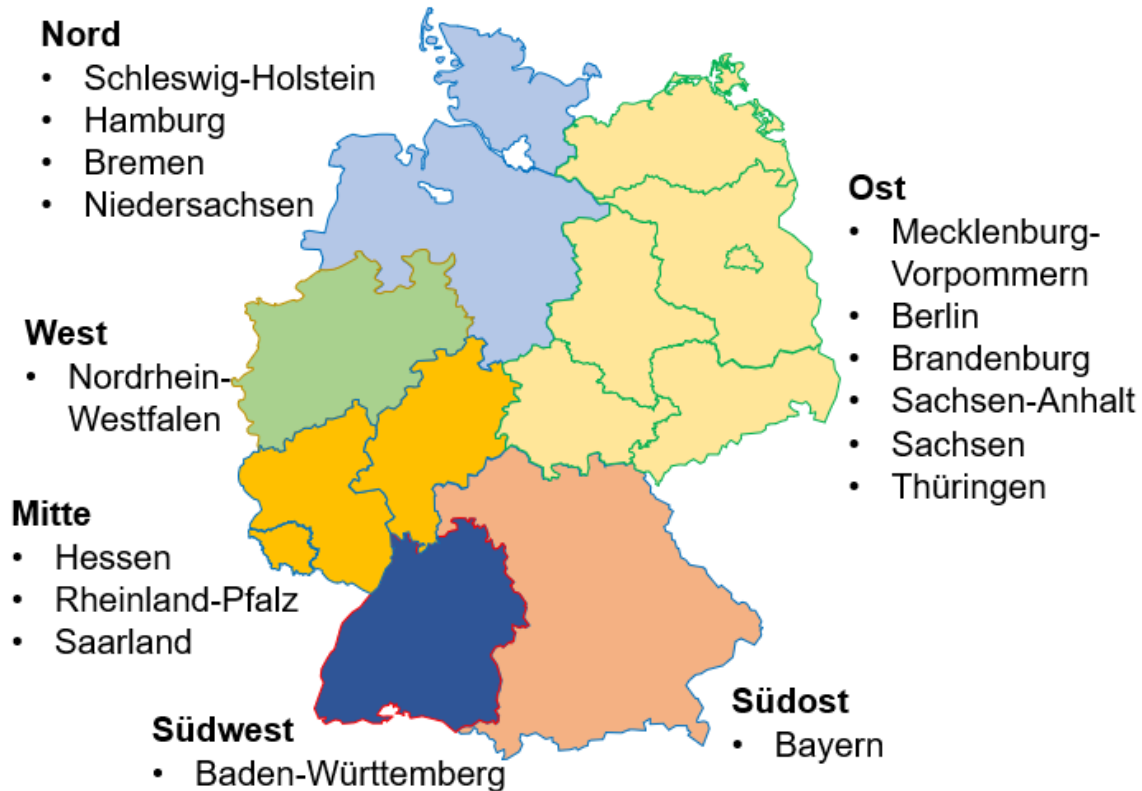 Nord
• Schleswig-Holstein
• Hamburg
• Bremen
• Niedersachsen
Ost
• Mecklenburg-
Vorpommern
• Berlin
• Brandenburg
• Sachsen-Anhalt
• Sachsen
• Thüringen
West
• Nordrhein-
Westfalen
Mitte
• Hessen
• Rheinland-Pfalz
• Saarland
Südwest
• Baden-Württemberg
Südost
• Bayern